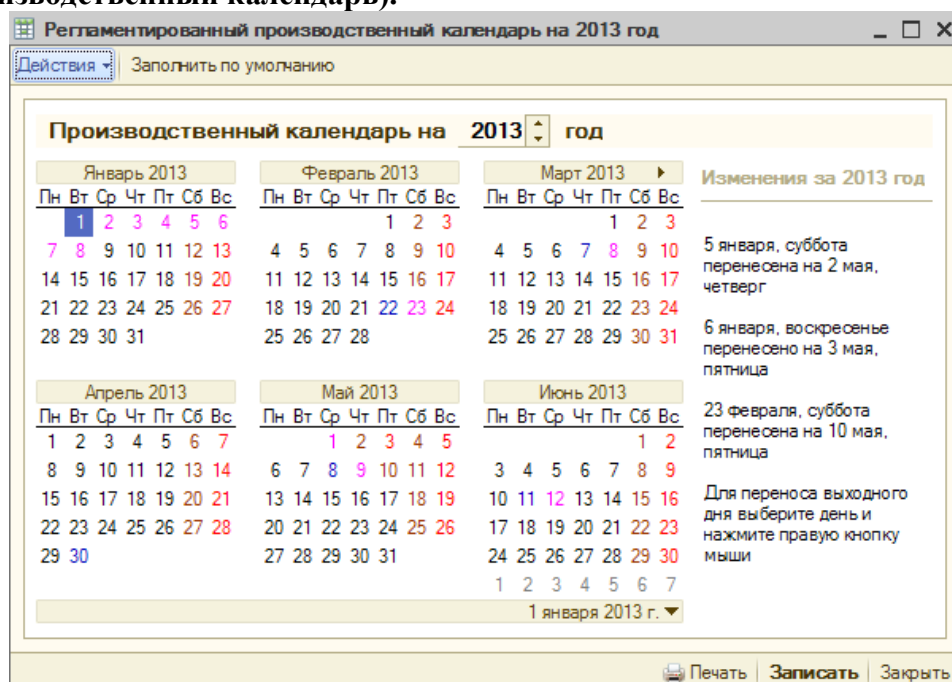 изводственный календарь).
Регламентированный производственный календарь на 2013 год
Действия Заполнить по умолчанию
Производственный календарь на 2013 год
Январь 2013 Февраль 2013 Март 2013
Изменения за 2013 год
Пн Вт Ср Чт Пт Сб Вс Пн Вт Ср Чт Пт Сб Вс Пн Вт Ср Чт Пт Сб Вс
1 2 3 4 5 6 1 2 3 1 2 3
7 8 9 10 11 12 13 4 5 6 7 8 9 10 4 5 6 7 8 9 10
14 15 16 17 18 19 20 11 12 13 14 15 16 17 11 12 13 14 15 16 17
21 22 23 24 25 26 27 18 19 20 21 22 23 24 18 19 20 21 22 23 24
28 29 30 31 25 26 27 28 25 26 27 28 29 30 31
5 января, суббота
перенесена на 2 мая,
четверг
6 января, воскресенье
перенесено на 3 мая,
пятница
Апрель 2013 Май 2013 Июнь 2013
Пн Вт Ср Чт Пт Сб Вс Пн Вт Ср Чт Пт Сб Вс Пн Вт Ср Чт Пт Сб Вс
1 2 3 4 5 6 7 1 2 3 4 5 1 2
8 9 10 11 12 13 14 6 7 8 9 10 11 12 3 4 5 6 7 8 9
15 16 17 18 19 20 21 13 14 15 16 17 18 19 10 11 12 13 14 15 16
22 23 24 25 26 27 28 20 21 22 23 24 25 26 17 18 19 20 21 22 23
29 30 27 28 29 30 31 24 25 26 27 28 29 30
1 2 3 4 5 6 7
23 февраля, суббота
перенесена на 10 мая,
пятница
Для переноса выходного
дня выберите день и
нажмите правую кнопку
мыши
1 января 2013 г.
Печать Записать Закрыть